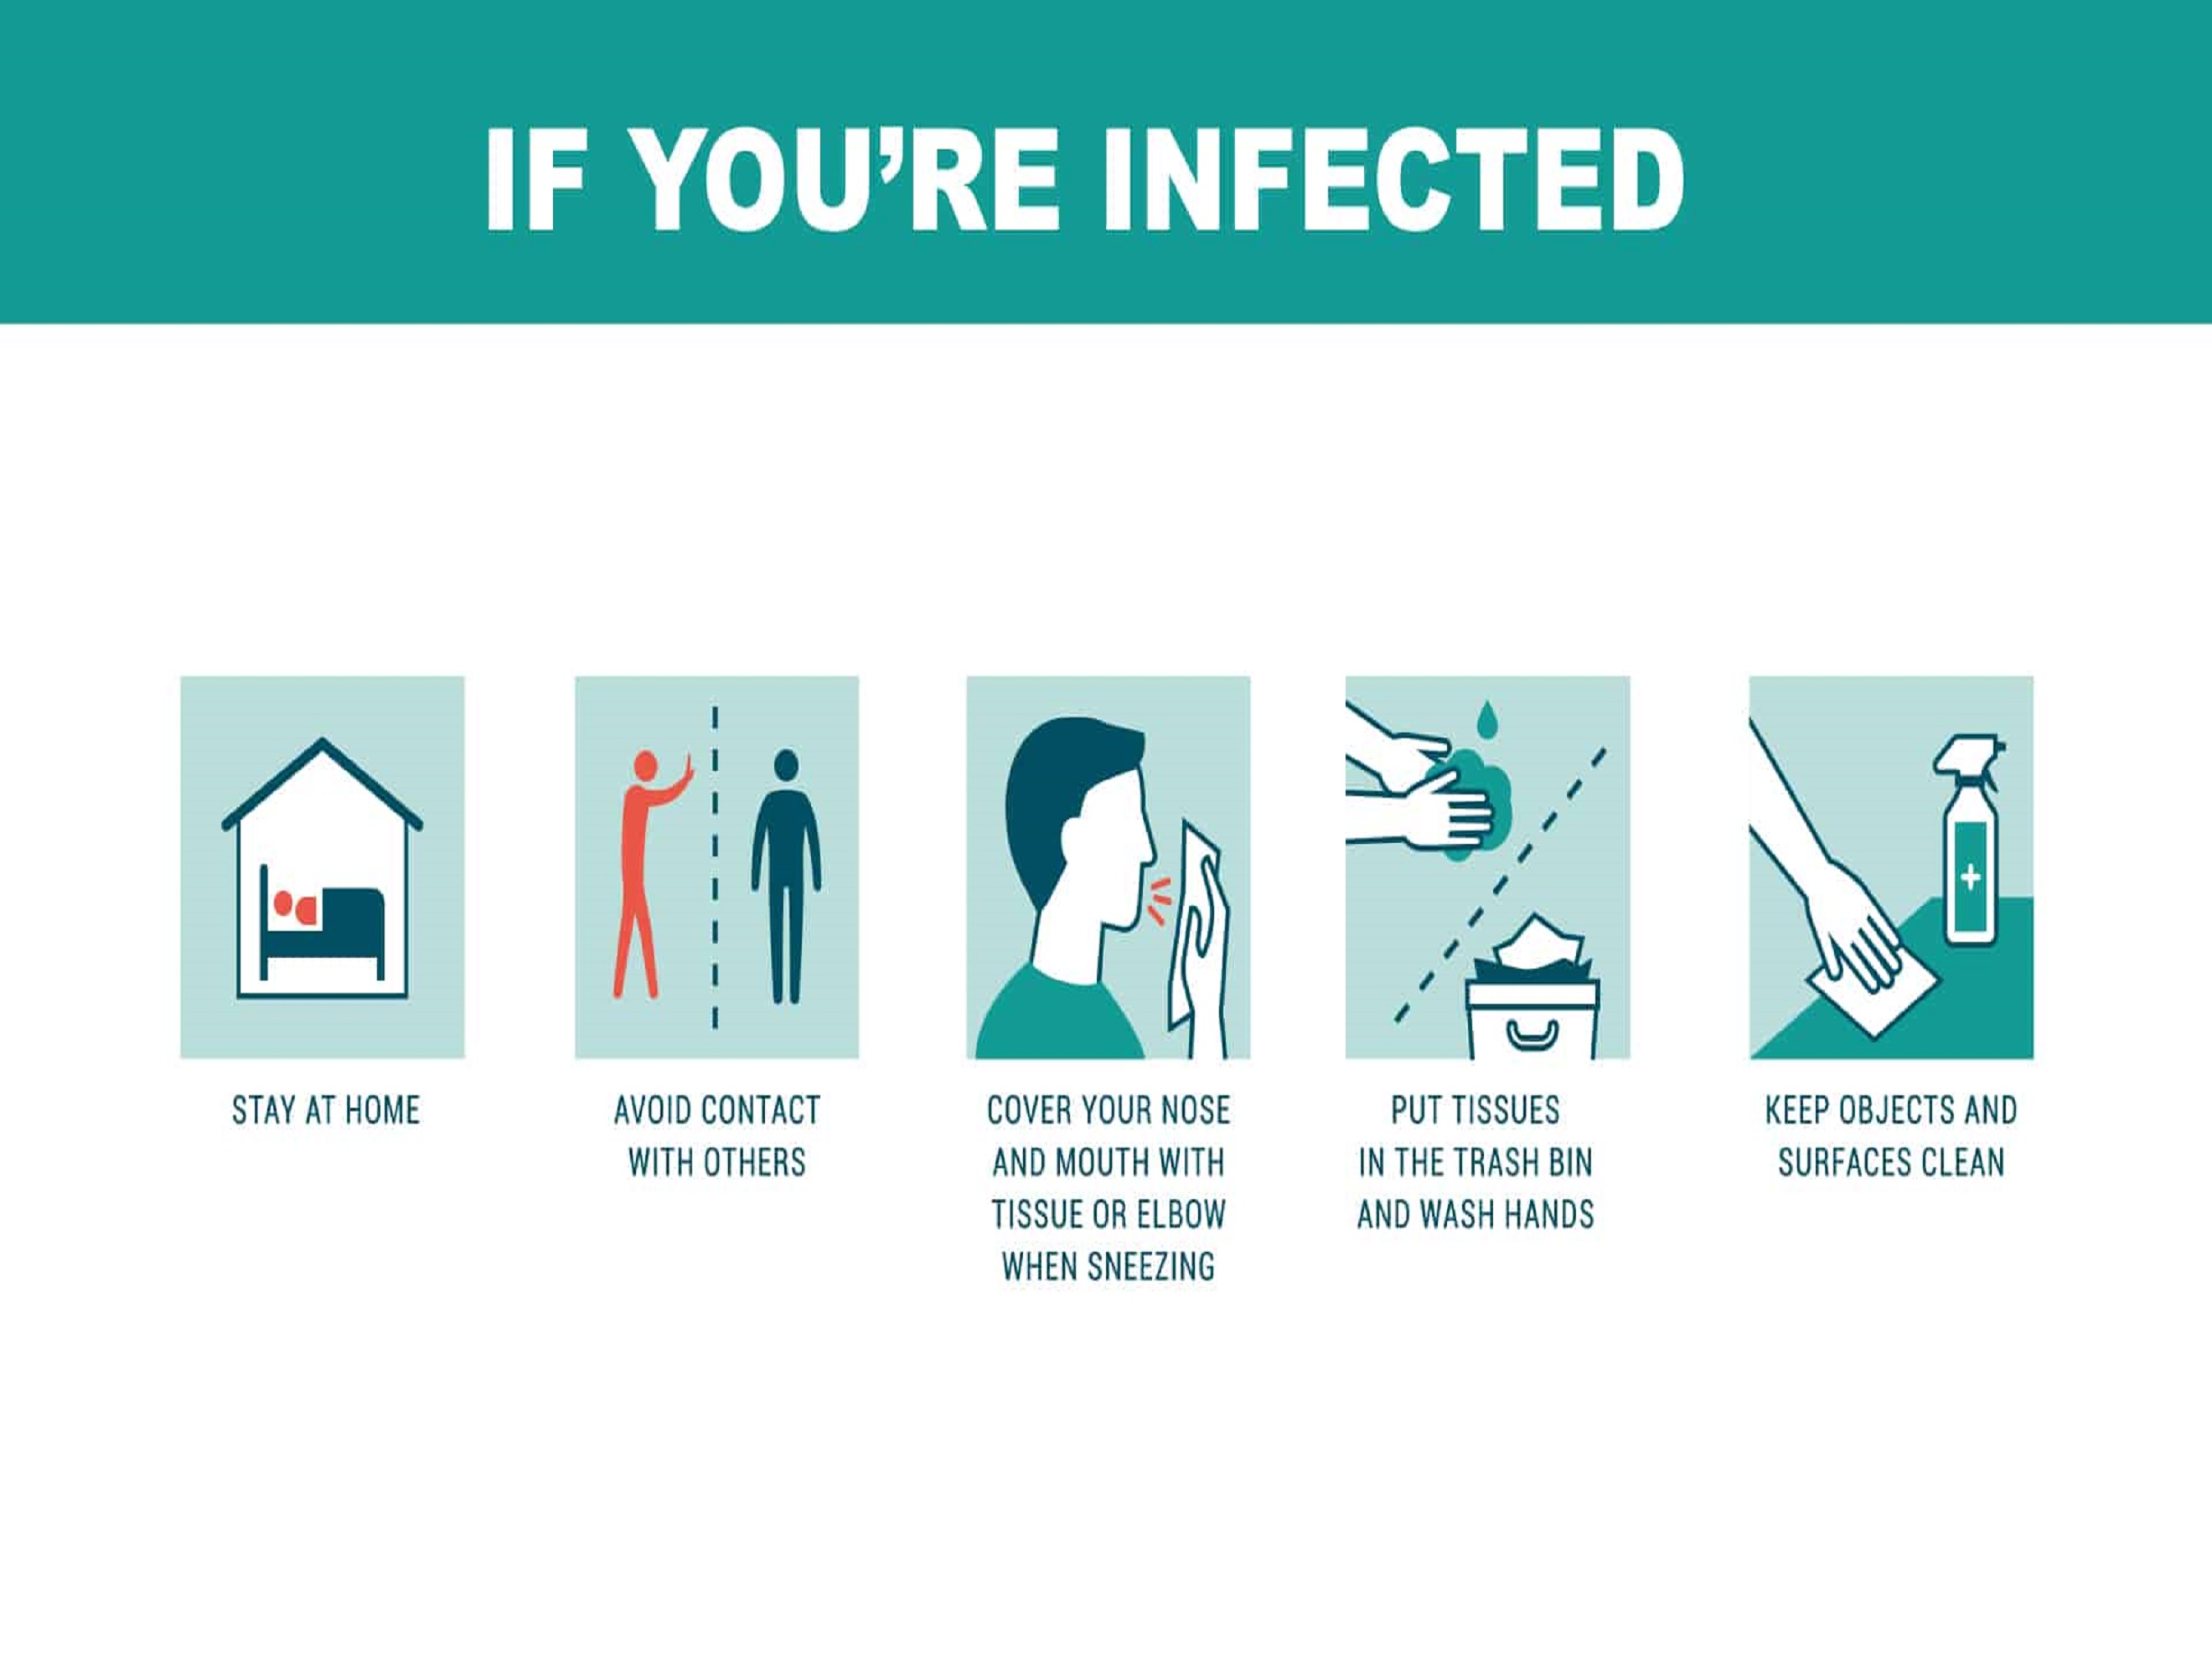 IF YOU’RE INFECTED
STAY AT HOME
AVOID CONTACT
WITH OTHERS
COVER YOUR NOSE
AND MOUTH WITH
TISSUE OR ELBOW
WHEN SNEEZING
PUT TISSUES
IN THE TRASH BIN
AND WASH HANDS
KEEP OBJECTS AND
SURFACES CLEAN